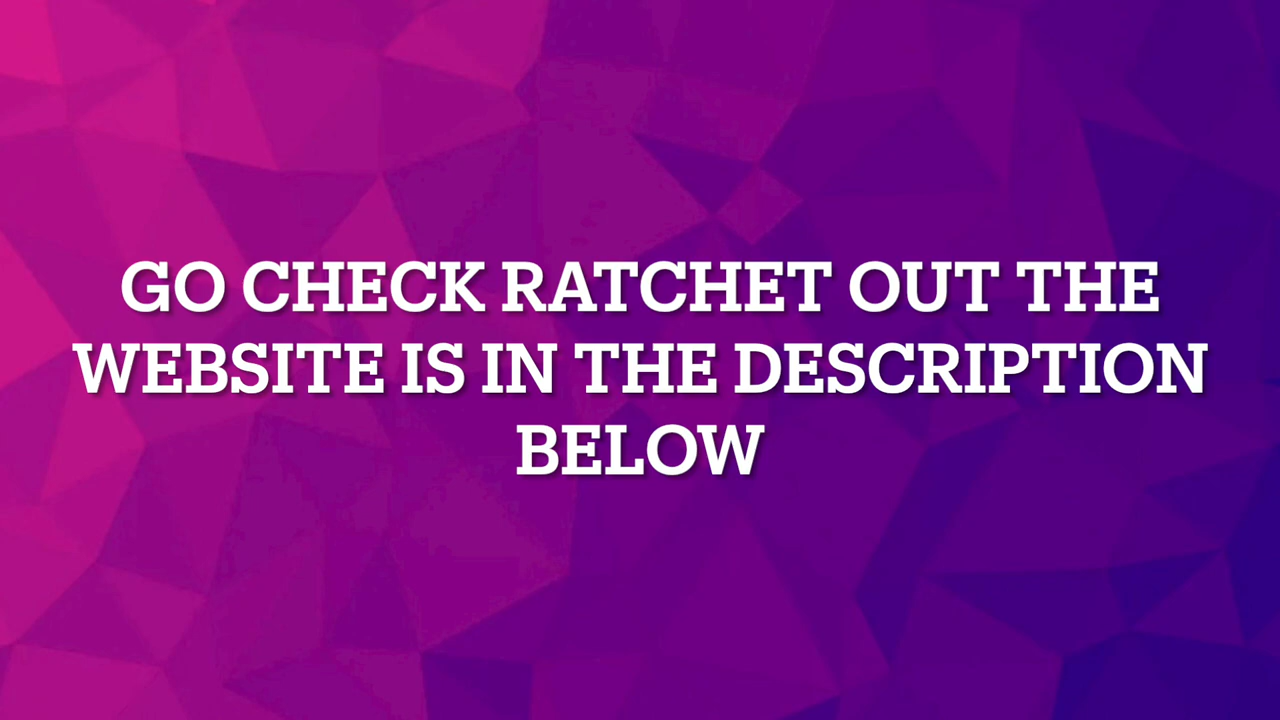 GO CHECK RATCHET OUT THE
WEBSITE IS IN THE DESCRIPTION
BELOW